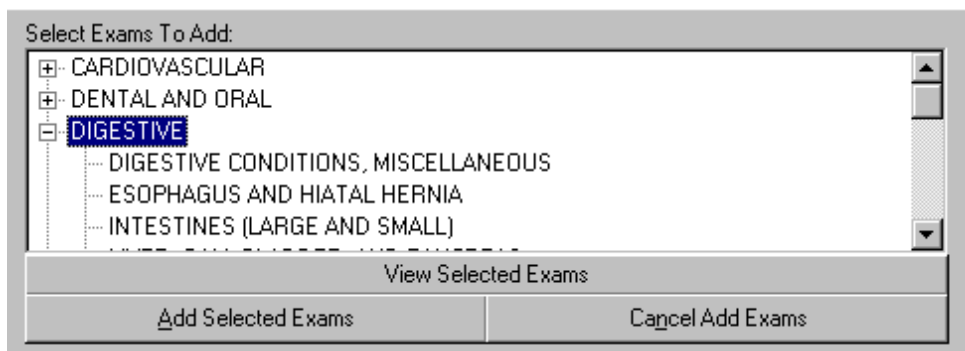 Select Exams To Add:
CARDIOVASCULAR
DENTAL AND ORAL
DIGESTIVE
DIGESTIVE CONDITIONS, MISCELLANEOUS
ESOPHAGUS AND HIATAL HERNIA
INTESTINES (LARGE AND SMALL)
View Selected Exams
Add Selected Exams Cancel Add Exams